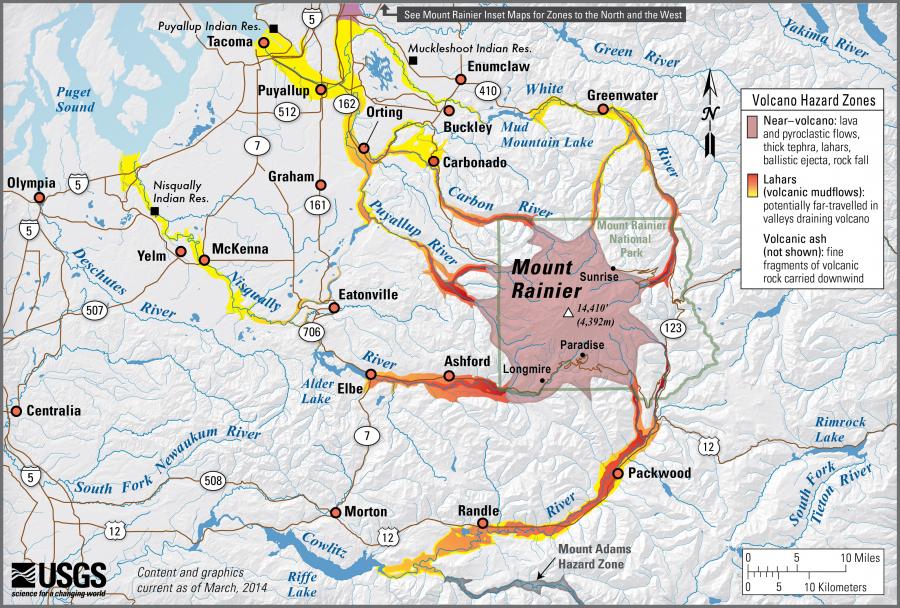 See Mount Rainier Inset Maps for Zones to the North and the West
Puyallup Indian Res.
Tacoma
5
Muckleshoot Indian Res.
Green River
Yakima River
Puget
Sound
Enumclaw
410
Puyallup
512
162
White
Greenwater
Orting
Buckley
Mud
Mountain Lake
River
7
Carbonado
N
Volcano Hazard Zones
Near–volcano: lava
and pyroclastic flows,
thick tephra, lahars,
ballistic ejecta, rock fall
Lahars
(volcanic mudflows):
potentially far-travelled in
valleys draining volcano
Volcanic ash
(not shown): fine
fragments of volcanic
rock carried downwind
Olympia
5
Nisqually
Indian Res.
Graham
161
Carbon River
5
Puyallup River
Mount Rainier
National
Park
Yelm
McKenna
Deschutes
River
Nisqually
River
Mount
Rainier
Sunrise
14,410'
(4,392m)
507
Eatonville
706
123
Paradise
Longmire
Alder
Lake
Elbe
Ashford
Centralia
7
Rimrock
Lake
12
South Fork Newaukum River
5
508
Packwood
South Fork
Tieton River
Morton
Randle
River
12
12
Cowlitz
Riffe
Lake
Mount Adams
Hazard Zone
USGS
science for a changing world
Content and graphics
current as of March, 2014
0 5 10 Miles
0 5 10 Kilometers